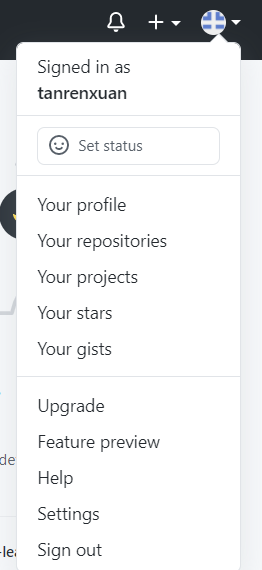 Signed in as
tanrenxuan
Set status
Your profile
Your repositories
Your projects
Your stars
Your gists
Upgrade
Feature preview
Help
Settings
Sign out